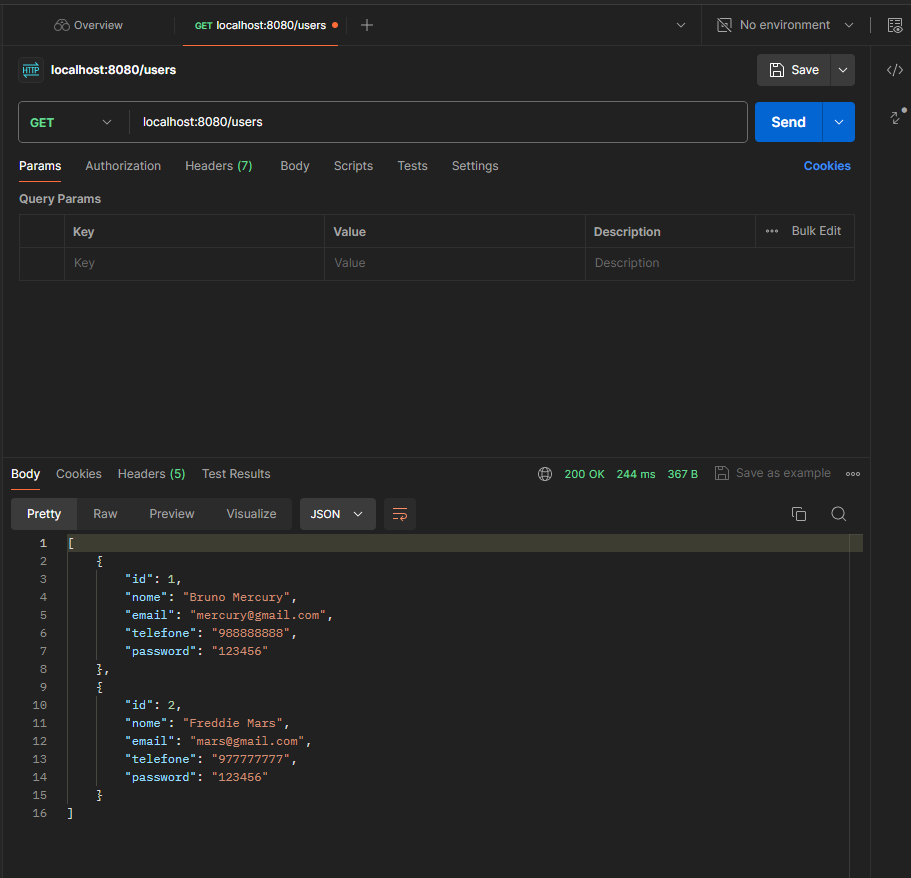 Overview GET localhost:8080/users No environment
HTTP localhost:8080/users Save
GET localhost:8080/users Send
Params Authorization Headers (7) Body Scripts Tests Settings Cookies
Query Params
Key Value Description Bulk Edit
Key Value Description
Body Cookies Headers (5) Test Results 200 OK 244 ms 367 B Save as example
Pretty Raw Preview Visualize JSON
1 [
2 {
3 "id": 1,
4 "nome": "Bruno Mercury",
5 "email": "mercury@gmail.com",
6 "telefone": "988888888",
7 "password": "123456"
8 },
9 {
10 "id": 2,
11 "nome": "Freddie Mars",
12 "email": "mars@gmail.com",
13 "telefone": "977777777",
14 "password": "123456"
15 }
16 ]